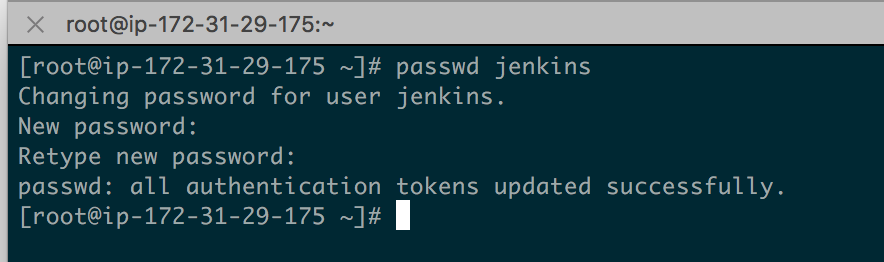 root@ip-172-31-29-175:~
[root@ip-172-31-29-175 ~]# passwd jenkins
Changing password for user jenkins.
New password:
Retype new password:
passwd: all authentication tokens updated successfully.
[root@ip-172-31-29-175 ~]#